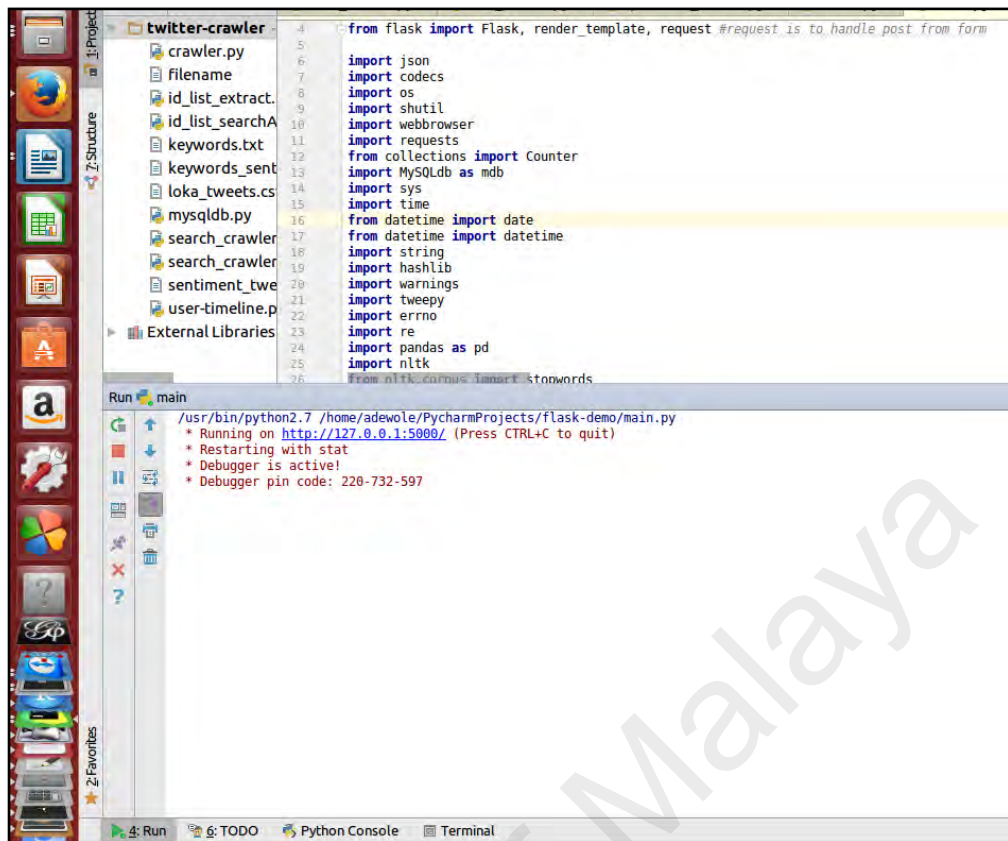 1: Project
7: Structure
2: Favorites
twitter-crawler
crawler.py
filename
id_list_extract.
id_list_searchA
keywords.txt
keywords_sent
loka_tweets.cs
mysqldb.py
search_crawler
search_crawler
sentiment_twe
user-timeline.p
External Libraries
4 from flask import Flask, render_template, request #request is to handle post from form
5
6 import json
7 import codecs
8 import os
9 import shutil
10 import webbrowser
11 import requests
12 from collections import Counter
13 import MySQLdb as mdb
14 import sys
15 import time
16 from datetime import date
17 from datetime import datetime
18 import string
19 import hashlib
20 import warnings
21 import tweepy
22 import errno
23 import re
24 import pandas as pd
25 import nltk
26 from nltk.corpus import stopwords
Run main
/usr/bin/python2.7 /home/adewole/PycharmProjects/flask-demo/main.py
* Running on http://127.0.0.1:5000/ (Press CTRL+C to quit)
* Restarting with stat
* Debugger is active!
* Debugger pin code: 220-732-597
4: Run 6: TODO Python Console Terminal
Malaya